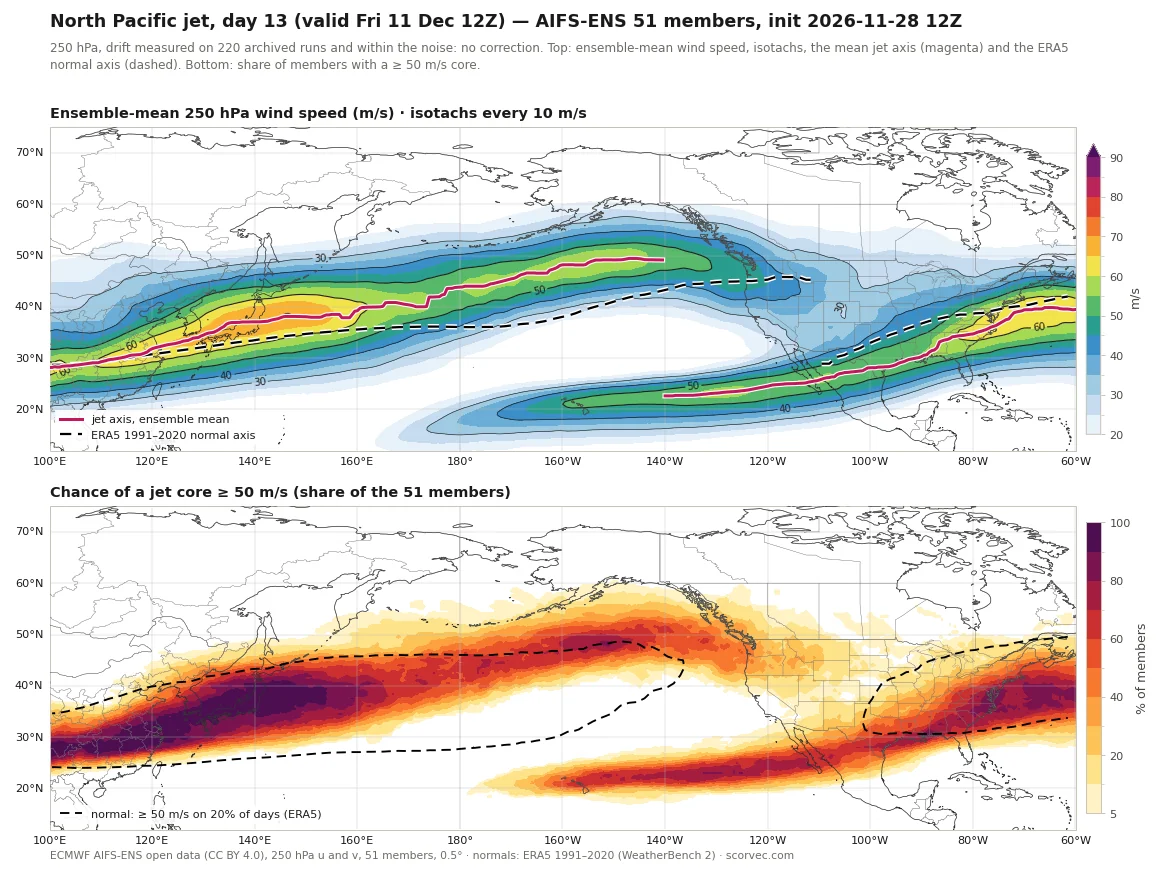 North Pacific jet, day 13 (valid Fri 11 Dec 12Z) — AIFS-ENS 51 members, init 2026-11-28 12Z
250 hPa, drift measured on 220 archived runs and within the noise: no correction. Top: ensemble-mean wind speed, isotachs, the mean jet axis (magenta) and the ERA5
normal axis (dashed). Bottom: share of members with a ≥ 50 m/s core.
Ensemble-mean 250 hPa wind speed (m/s) · isotachs every 10 m/s
70°N
60°N
50°N
40°N
30°N
20°N
30
50
30
60
60
60
40
30
50
40
jet axis, ensemble mean
ERA5 1991–2020 normal axis
100°E 120°E 140°E 160°E 180° 160°W 140°W 120°W 100°W 80°W 60°W
90
80
70
60
50
40
30
20
m/s
Chance of a jet core ≥ 50 m/s (share of the 51 members)
70°N
60°N
50°N
40°N
30°N
20°N
normal: ≥ 50 m/s on 20% of days (ERA5)
100°E 120°E 140°E 160°E 180° 160°W 140°W 120°W 100°W 80°W 60°W
100
80
60
40
20
5
% of members
ECMWF AIFS-ENS open data (CC BY 4.0), 250 hPa u and v, 51 members, 0.5° · normals: ERA5 1991–2020 (WeatherBench 2) · scorvec.com